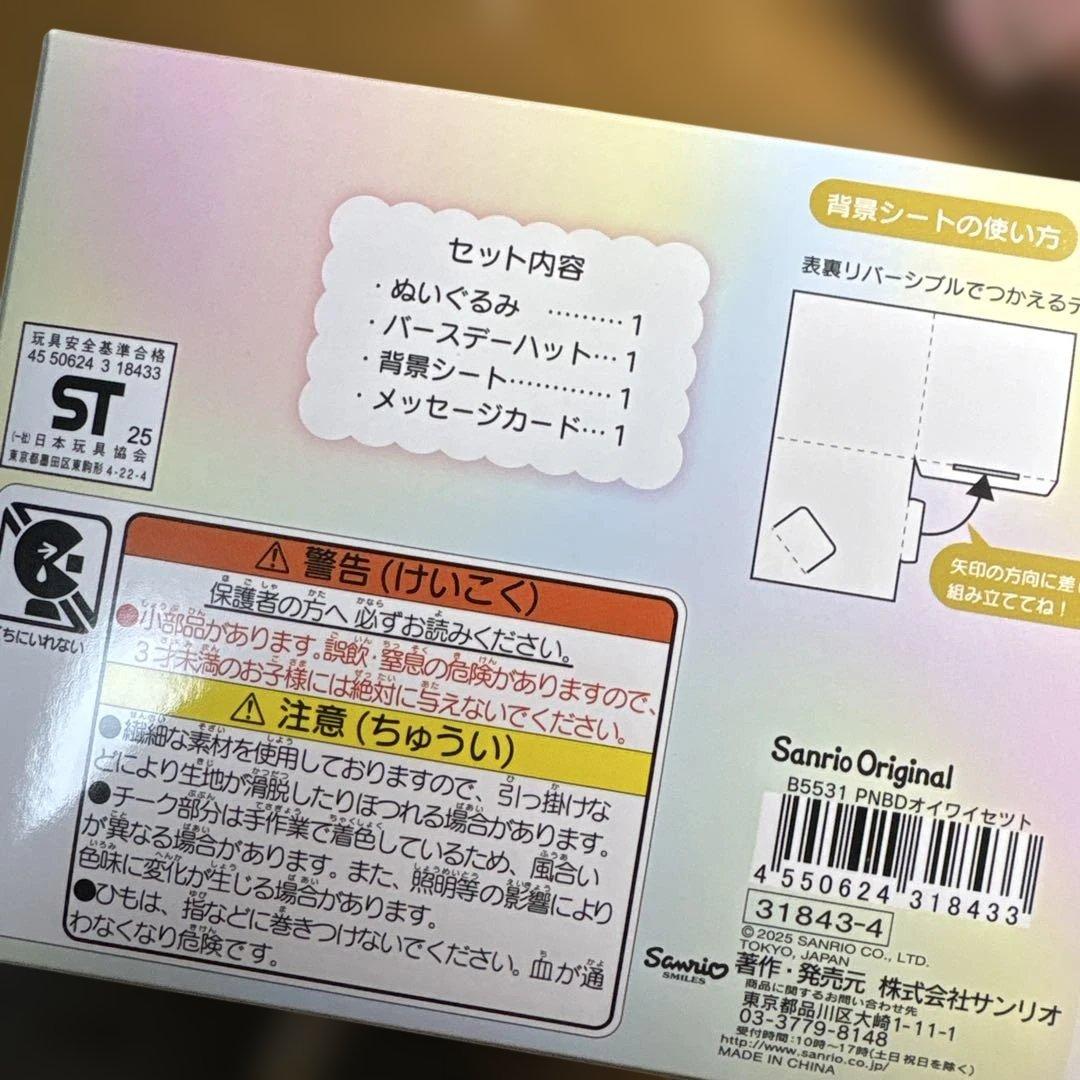 セット内容
・ぬいぐるみ ………1
・バースデーハット…1
・背景シート…………1
・メッセージカード…1
背景シートの使い方
表裏リバーシブルでつかえる
矢印の方向に差し
組み立ててね！
玩具安全基準合格
45 50624 3 18433
ST 25
(一社)日本玩具協会
東京都墨田区東駒形4-22-4
ちにいれない
⚠警告(けいこく)
保護者の方へ 必ずお読みください。
●小部品があります。誤飲・窒息の危険がありますので、
3才未満のお子様には絶対に与えないでください。
⚠注意(ちゅうい)
●繊細な素材を使用しておりますので、引っ掛けな
どにより生地が滑脱したりほつれる場合があります。
●チーク部分は手作業で着色しているため、風合い
が異なる場合があります。また、照明等の影響により
色味に変化が生じる場合があります。
●ひもは、指などに巻きつけないでください。血が通
わなくなり危険です。
Sanrio Original
B5531 PNBDオイワイセット
4 550624 318433
31843-4
© 2025 SANRIO CO., LTD.
TOKYO, JAPAN
Sanrio
SMILES
著作・発売元 株式会社サンリオ
商品に関するお問い合わせ先
東京都品川区大崎1-11-1
03-3779-8148
受付時間:10時～17時(土日祝日を除く)
http://www.sanrio.co.jp/
MADE IN CHINA